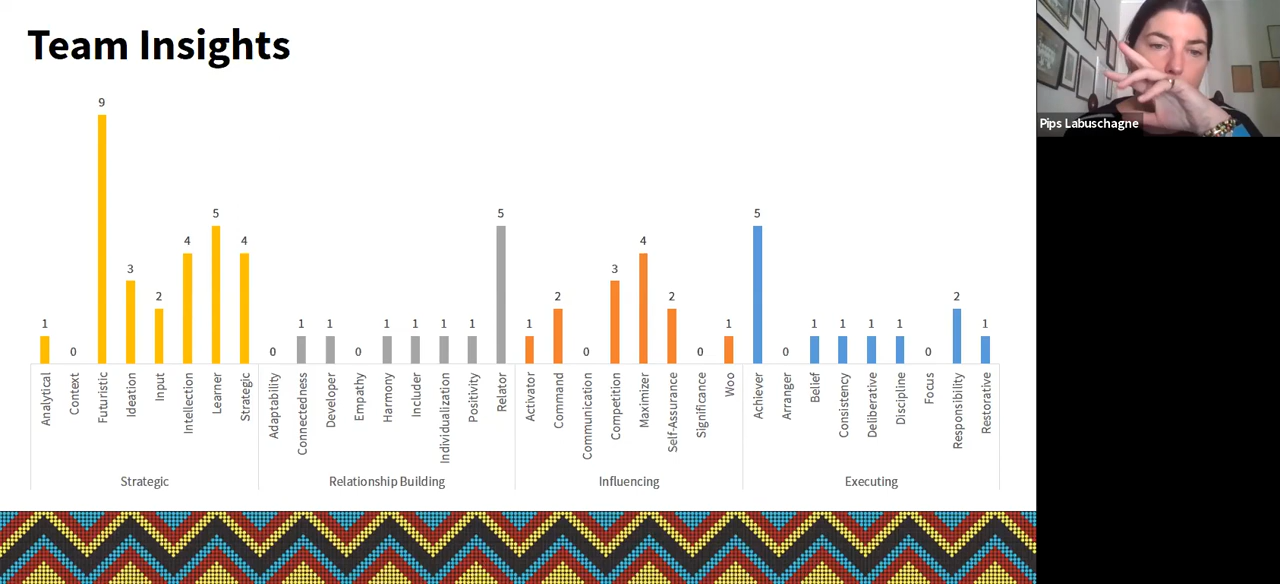 Team Insights
Pips Labuschagne
9
5
5
5
4
4
4
3
3
2
2
2
2
1
0
0
1
1
0
1
1
1
1
1
0
0
1
0
1
1
1
1
0
1
Analytical
Context
Futuristic
Ideation
Input
Intellection
Learner
Strategic
Adaptability
Connectedness
Developer
Empathy
Harmony
Includer
Individualization
Positivity
Relator
Activator
Command
Communication
Competition
Maximizer
Self-Assurance
Significance
Woo
Achiever
Arranger
Belief
Consistency
Deliberative
Discipline
Focus
Responsibility
Restorative
Strategic
Relationship Building
Influencing
Executing